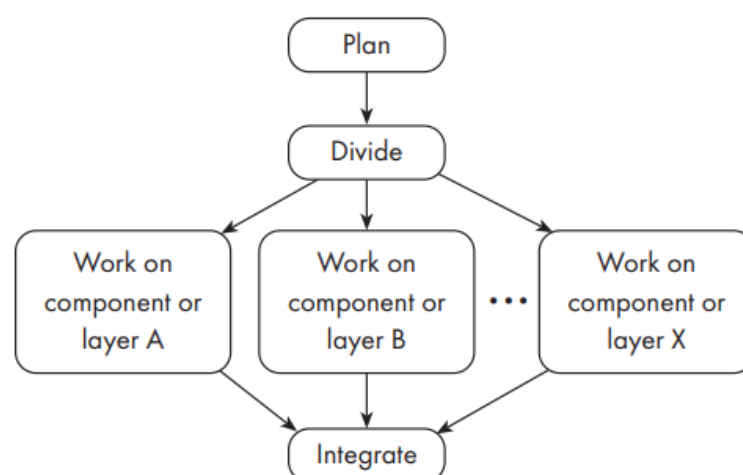 Plan
Divide
Work on
component or
layer A
Work on
component or
layer B
...
Work on
component or
layer X
Integrate